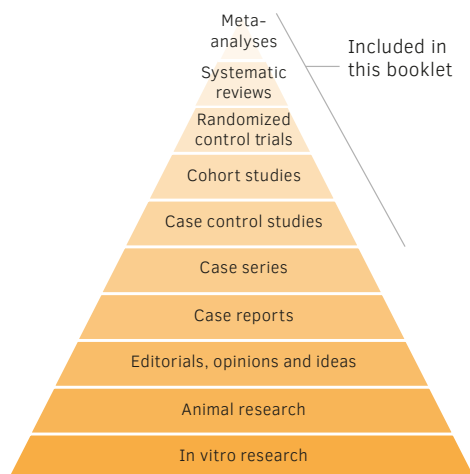 Meta-
analyses
Included in
this booklet
Systematic
reviews
Randomized
control trials
Cohort studies
Case control studies
Case series
Case reports
Editorials, opinions and ideas
Animal research
In vitro research